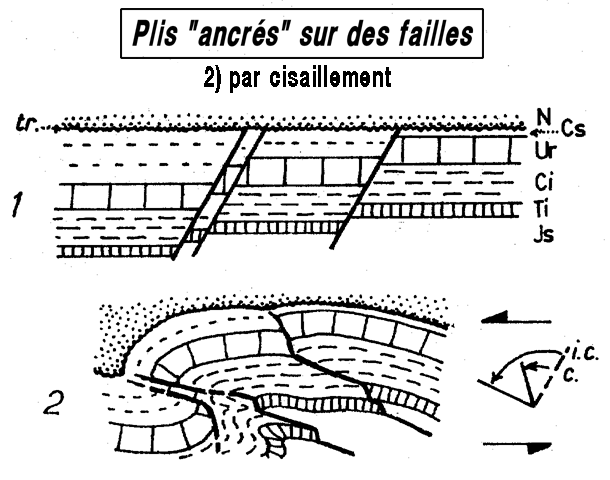 Plis "ancrés" sur des failles
2) par cisaillement
tr.
N
Cs
Ur
Ci
Ti
Js
1
2
i.c.
c.